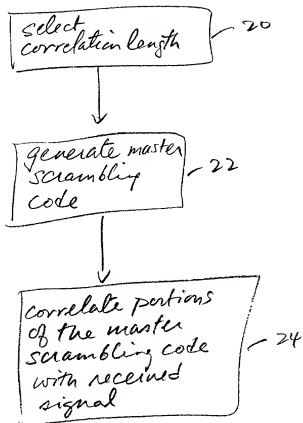 select
correlation length
20
generate master
scrambling
code
22
correlate portions
of the master
scrambling code
with received
signal
24